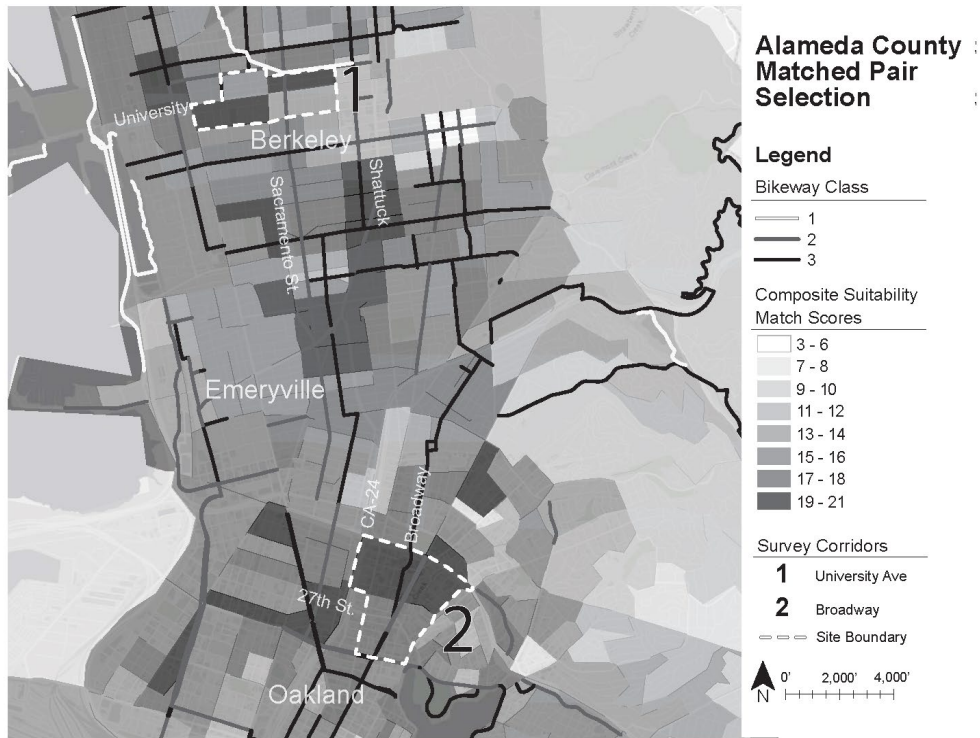 Alameda County
Matched Pair
Selection
Legend
Bikeway Class
1
2
3
Composite Suitability
Match Scores
3 - 6
7 - 8
9 - 10
11 - 12
13 - 14
15 - 16
17 - 18
19 - 21
Survey Corridors
1 University Ave
2 Broadway
Site Boundary
N
0' 2,000' 4,000'
University
1
Berkeley
Shattuck
Sacramento St.
Emeryville
CA-24
Broadway
27th St.
2
Oakland